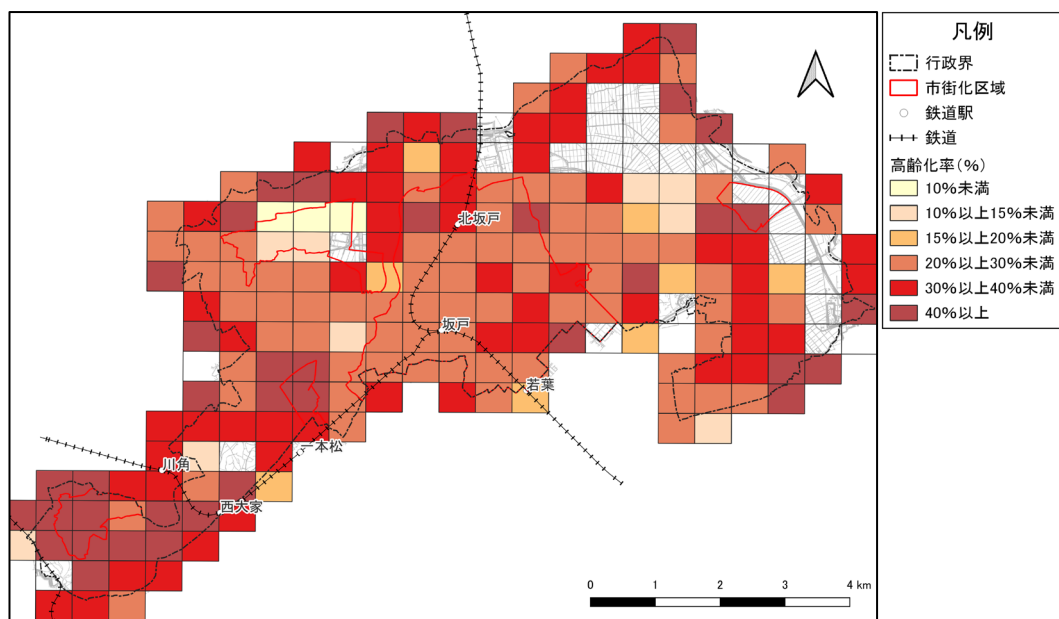 北坂戸
坂戸
若葉
一本松
川角
西大家
0 1 2 3 4 km
凡例
行政界
市街化区域
鉄道駅
鉄道
高齢化率(%)
10%未満
10%以上15%未満
15%以上20%未満
20%以上30%未満
30%以上40%未満
40%以上